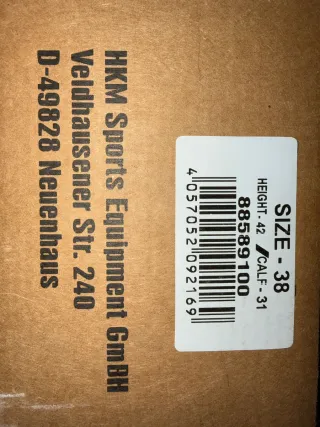 HKM Sports Equipment GmBH
Veldhausener Str. 240
D-49828 Neuenhaus
SIZE - 38
HEIGHT- 42 / CALF - 31
88589100
4 057052 092169